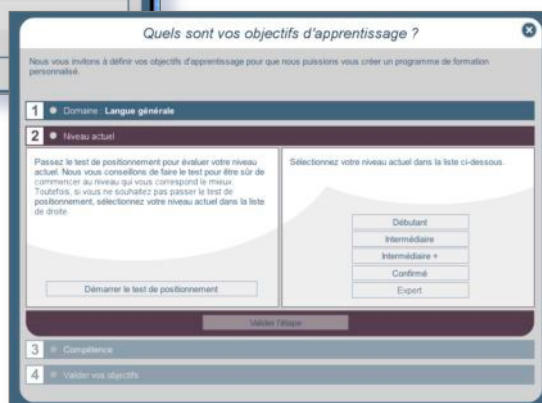 Quels sont vos objectifs d'apprentissage ?
Nous vous invitons à définir vos objectifs d'apprentissage pour que nous puissions vous créer un programme de formation
personnalisé.
1 Domaine : Langue générale
2 Niveau actuel
Passez le test de positionnement pour évaluer votre niveau
actuel. Nous vous conseillons de faire le test pour être sûr de
commencer au niveau qui vous correspond le mieux.
Toutefois, si vous ne souhaitez pas passer le test de
positionnement, sélectionnez votre niveau actuel dans la liste
de droite.
Démarrer le test de positionnement
Sélectionnez votre niveau actuel dans la liste ci-dessous.
Débutant
Intermédiaire
Intermédiaire +
Confirmé
Expert
Valider l'étape
3 Compétence
4 Valider vos objectifs